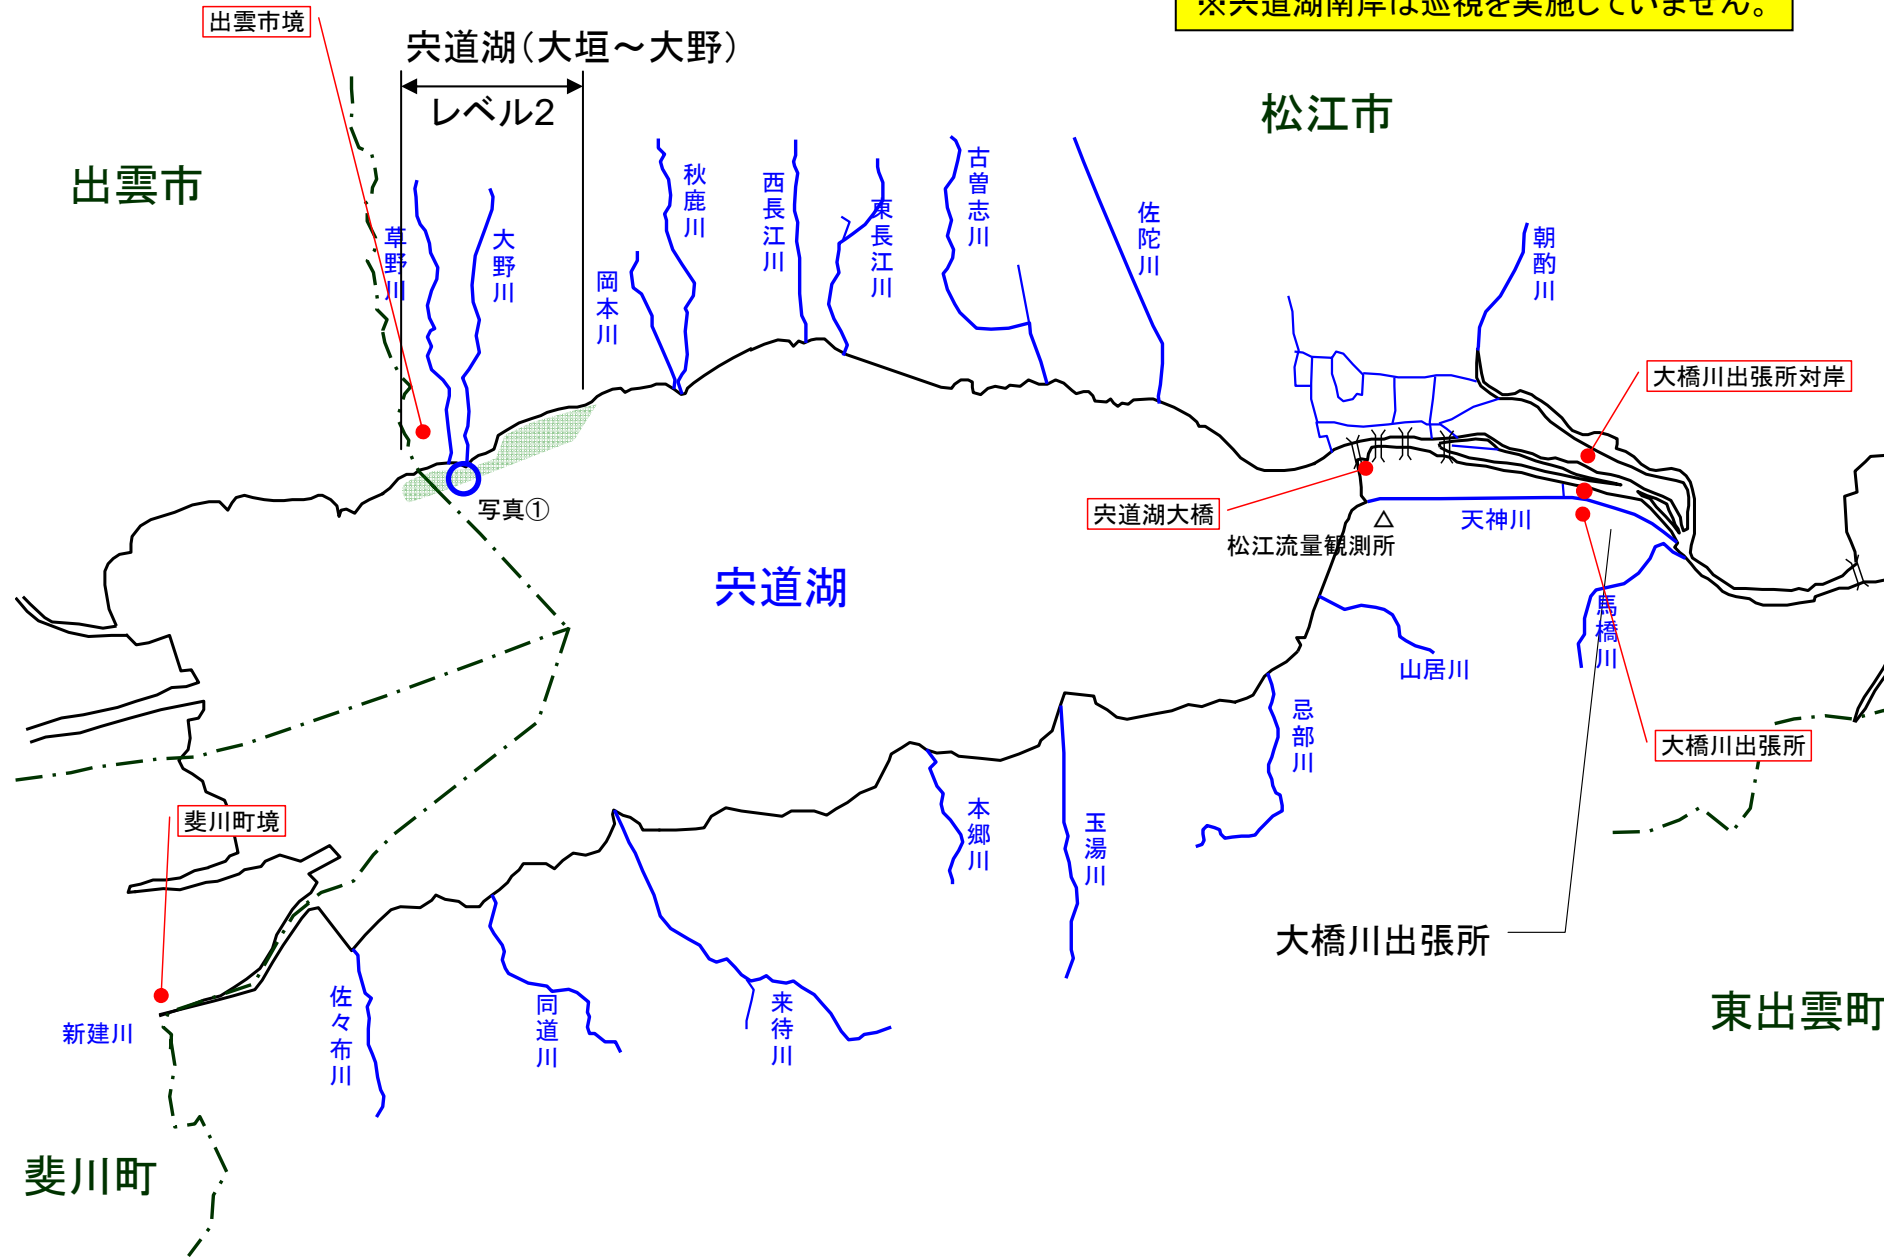 ※宍道湖南岸は巡視を実施していません。
出雲市境
宍道湖（大垣～大野）
レベル2
松江市
出雲市
草野川
大野川
岡本川
秋鹿川
西長江川
東長江川
古曽志川
佐陀川
朝酌川
大橋川出張所対岸
写真①
宍道湖大橋
天神川
松江流量観測所
宍道湖
馬橋川
山居川
忌部川
大橋川出張所
斐川町境
本郷川
玉湯川
大橋川出張所
新建川
佐々布川
同道川
来待川
東出雲町
斐川町